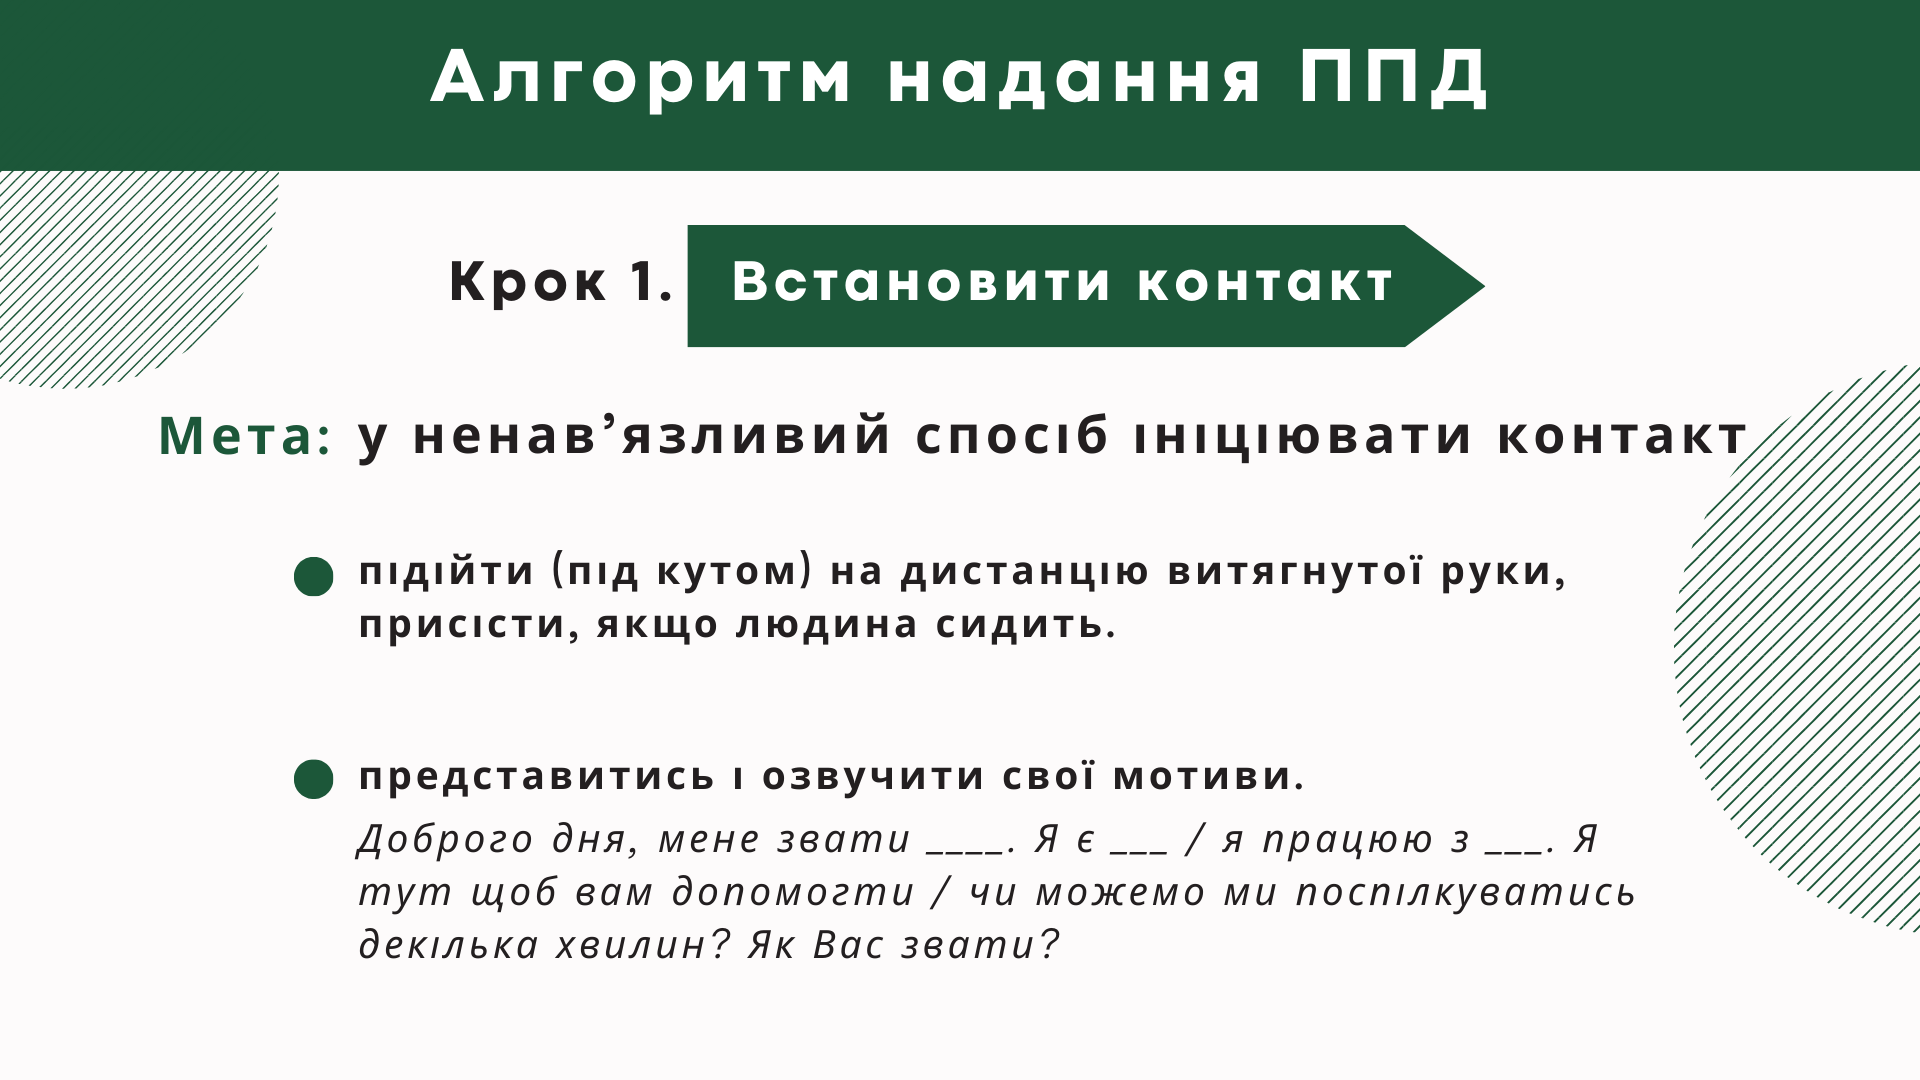 Алгоритм надання ППД
Крок 1. Встановити контакт
Мета: у ненав’язливий спосіб ініціювати контакт
підійти (під кутом) на дистанцію витягнутої руки,
присісти, якщо людина сидить.
представитись і озвучити свої мотиви.
Доброго дня, мене звати ____. Я є ___ / я працюю з ___. Я
тут щоб вам допомогти / чи можемо ми поспілкуватись
декілька хвилин? Як Вас звати?